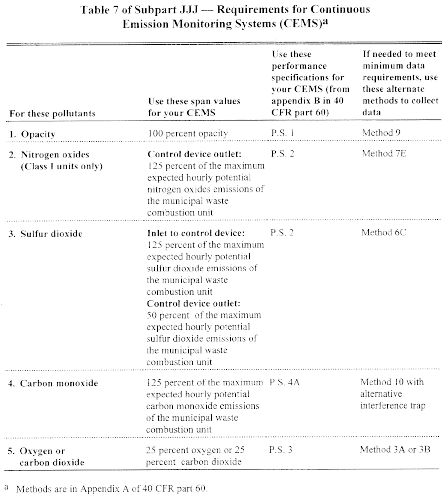 Table 7 of Subpart JJJ — Requirements for Continuous
Emission Monitoring Systems (CEMS)a
For these pollutants
Use these span values
for your CEMS
Use these
performance
specifications for
your CEMS (from
appendix B in 40
CFR part 60)
If needed to meet
minimum data
requirements, use
these alternate
methods to collect
data
1. Opacity
100 percent opacity
P.S. 1
Method 9
2. Nitrogen oxides
(Class I units only)
Control device outlet:
125 percent of the maximum
expected hourly potential
nitrogen oxides emissions of
the municipal waste
combustion unit
P.S. 2
Method 7E
3. Sulfur dioxide
Inlet to control device:
125 percent of the maximum
expected hourly potential
sulfur dioxide emissions of
the municipal waste
combustion unit
Control device outlet:
50 percent of the maximum
expected hourly potential
sulfur dioxide emissions of
the municipal waste
combustion unit
P.S. 2
Method 6C
4. Carbon monoxide
125 percent of the maximum
expected hourly potential
carbon monoxide emissions
of the municipal waste
combustion unit
P.S. 4A
Method 10 with
alternative
interference trap
5. Oxygen or
carbon dioxide
25 percent oxygen or 25
percent carbon dioxide
P.S. 3
Method 3A or 3B
a Methods are in Appendix A of 40 CFR part 60.